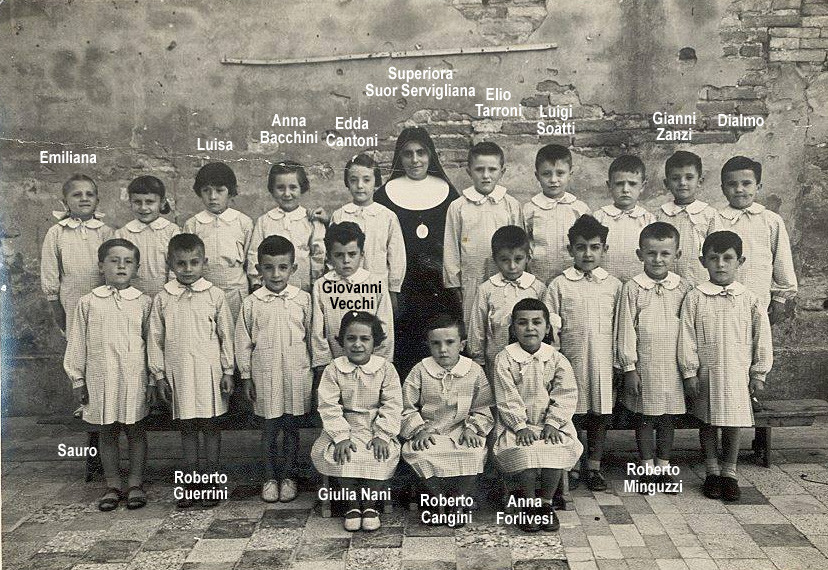 Superiora
Suor Servigliana
Elio
Tarroni
Luigi
Soatti
Gianni
Zanzi
Dialmo
Anna
Bacchini
Edda
Cantoni
Luisa
Emiliana
Giovanni
Vecchi
Sauro
Roberto
Guerrini
Giulia Nani
Roberto
Cangini
Anna
Forlivesi
Roberto
Minguzzi